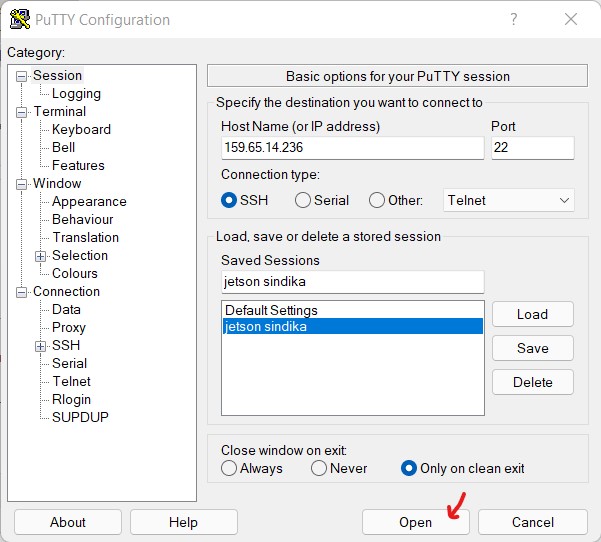 PuTTY Configuration
Category:
Session
Logging
Terminal
Keyboard
Bell
Features
Window
Appearance
Behaviour
Translation
Selection
Colours
Connection
Data
Proxy
SSH
Serial
Telnet
Rlogin
SUPDUP
Basic options for your PuTTY session
Specify the destination you want to connect to
Host Name (or IP address) Port
159.65.14.236 22
Connection type:
SSH Serial Other: Telnet
Load, save or delete a stored session
Saved Sessions
jetson sindika
Default Settings
jetson sindika
Load
Save
Delete
Close window on exit:
Always Never Only on clean exit
About Help Open Cancel